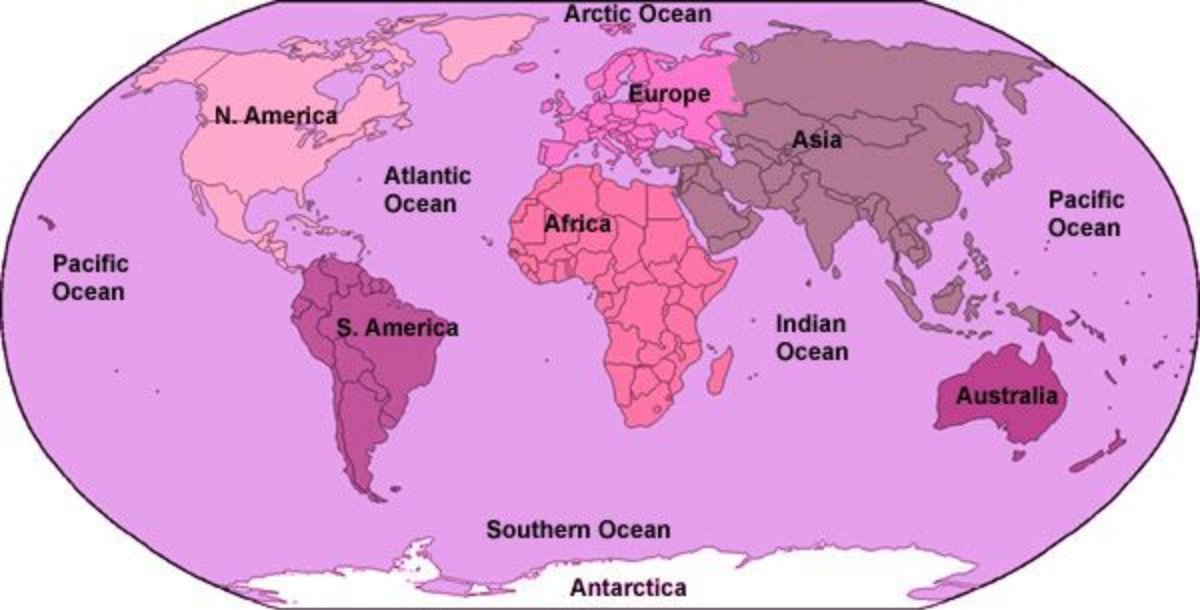 Arctic Ocean
Europe
N. America
Asia
Atlantic
Ocean
Pacific
Ocean
Africa
Pacific
Ocean
S. America
Indian
Ocean
Australia
Southern Ocean
Antarctica